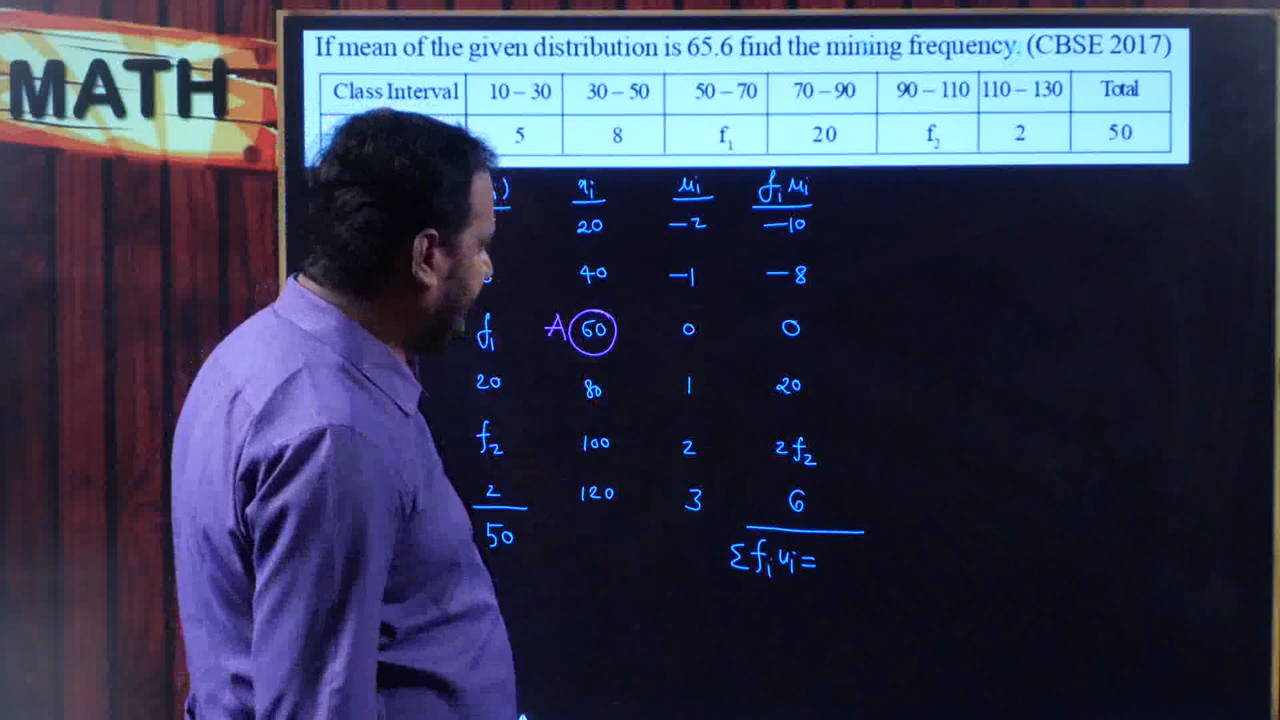 MATH
If mean of the given distribution is 65.6 find the mining frequency. (CBSE 2017)
Class Interval 10 – 30 30 – 50 50 – 70 70 – 90 90 – 110 110 – 130 Total
5 8 f₁ 20 f₂ 2 50
i) xᵢ uᵢ fᵢuᵢ
20 —2 —10
40 —1 —8
f₁ A 60 0 0
20 80 1 20
f₂ 100 2 2f₂
2 120 3 6
50 Σfᵢuᵢ=